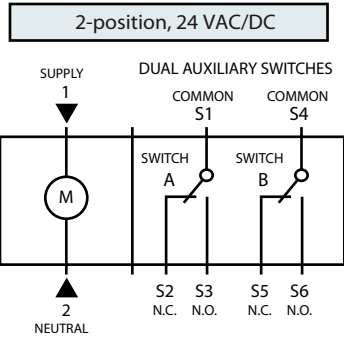 2-position, 24 VAC/DC
SUPPLY
1
DUAL AUXILIARY SWITCHES
COMMON
S1
COMMON
S4
SWITCH
A
SWITCH
B
M
2
NEUTRAL
S2
N.C.
S3
N.O.
S5
N.C.
S6
N.O.